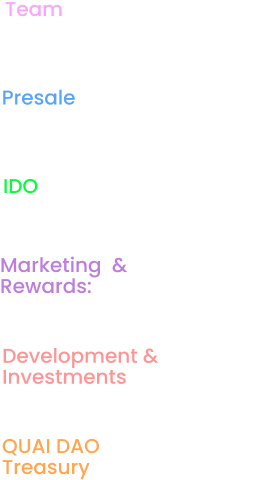 Team
Presale
IDO
Marketing &
Rewards:
Development &
Investments
QUAI DAO
Treasury